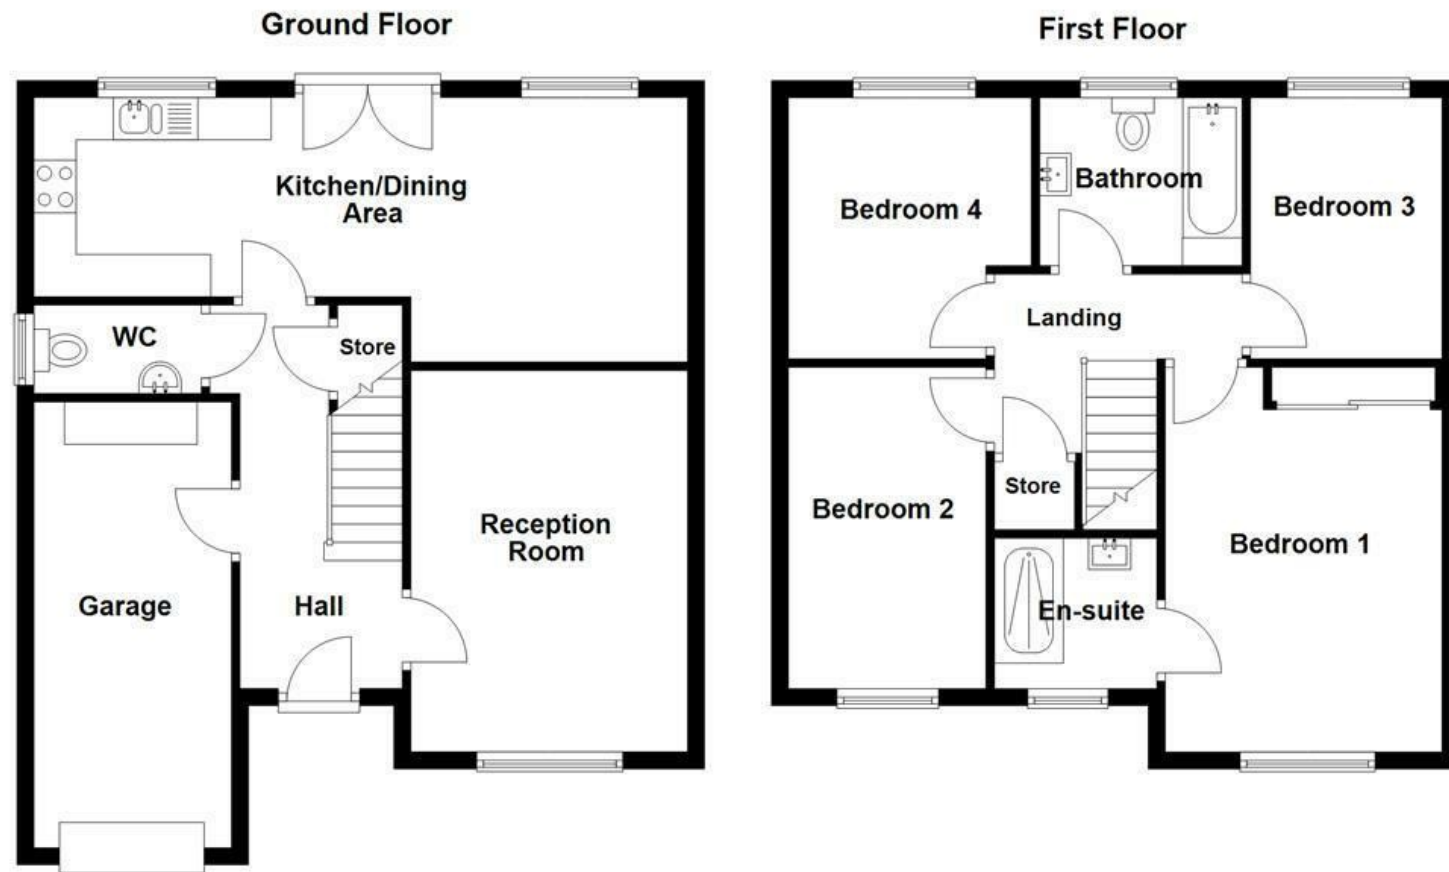 Ground Floor
Kitchen/Dining
Area
WC
Store
Reception
Room
Garage
Hall
First Floor
Bedroom 4
Bathroom
Bedroom 3
Landing
Bedroom 2
Store
Bedroom 1
En-suite